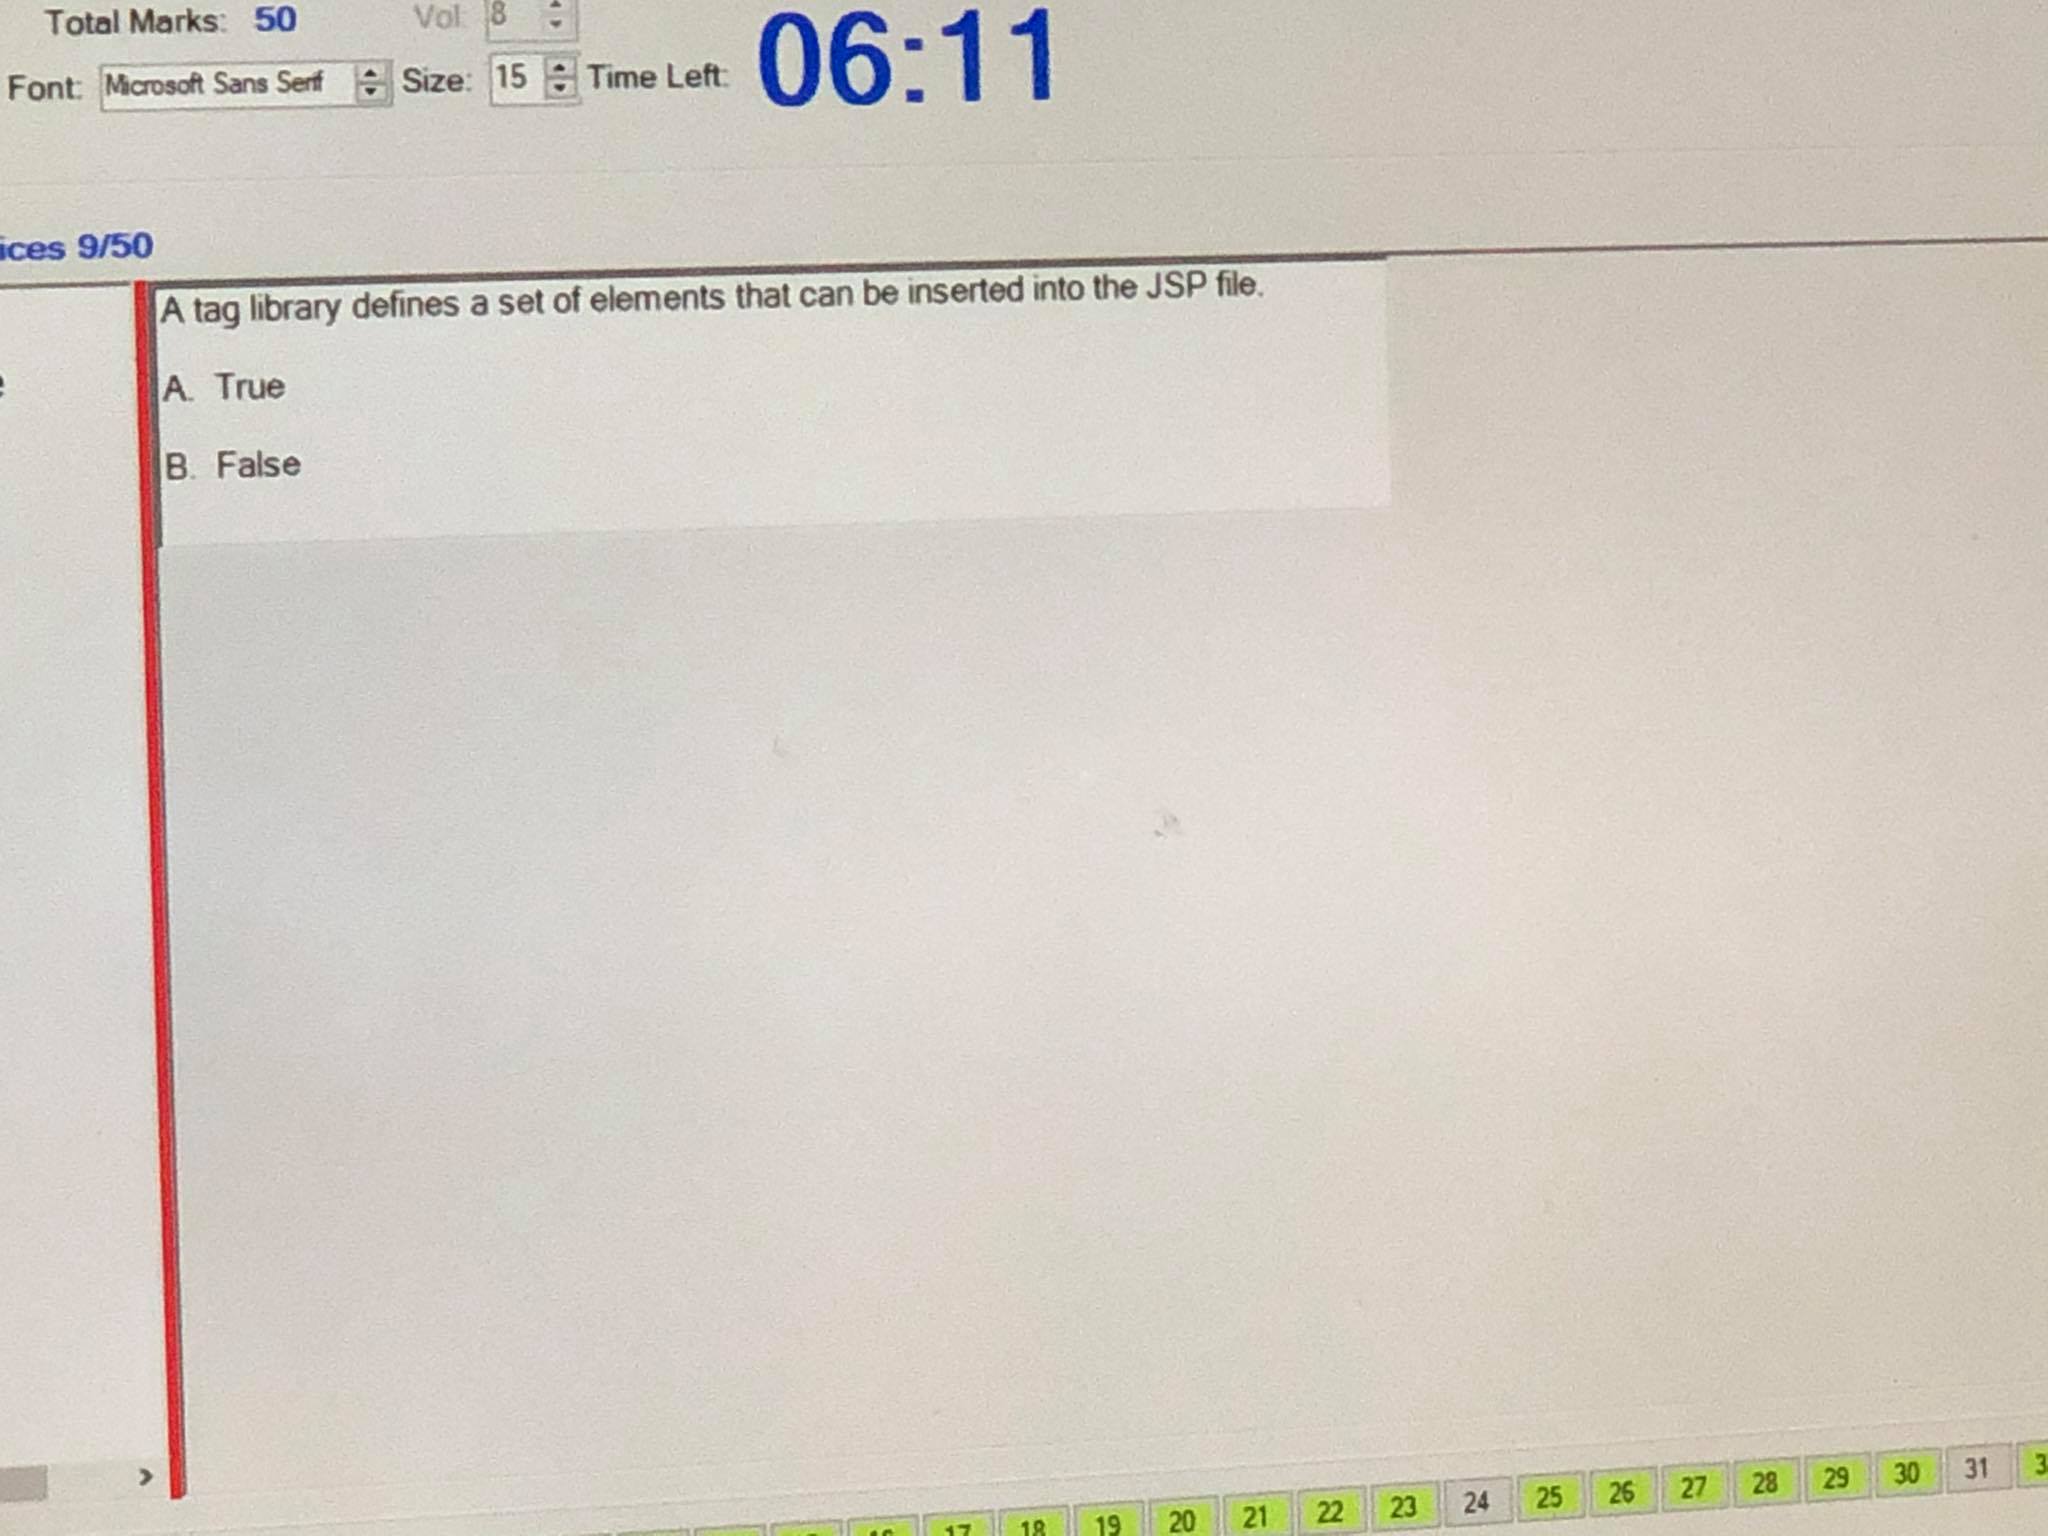 Total Marks: 50 Vol: 8
Font: Microsoft Sans Serif Size: 15 Time Left: 06:11
ices 9/50
A tag library defines a set of elements that can be inserted into the JSP file.
A. True
B. False
17 18 19 20 21 22 23 24 25 26 27 28 29 30 31